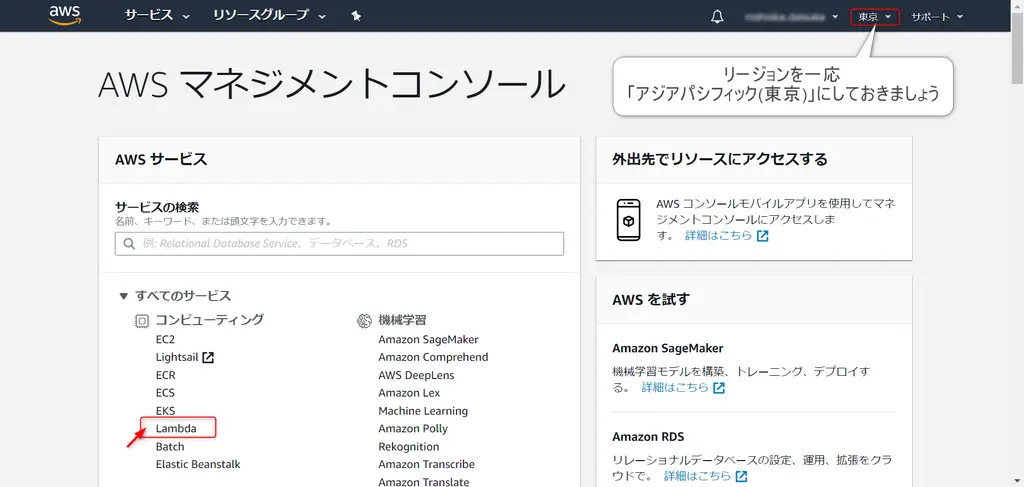 aws
サービス
リソースグループ
東京
サポート
リージョンを一応
「アジアパシフィック(東京)」にしておきましょう
AWS マネジメントコンソール
AWS サービス
サービスの検索
名前、キーワード、または頭文字を入力できます。
例: Relational Database Service、データベース、RDS
すべてのサービス
コンピューティング
EC2
Lightsail
ECR
ECS
EKS
Lambda
Batch
Elastic Beanstalk
機械学習
Amazon SageMaker
Amazon Comprehend
AWS DeepLens
Amazon Lex
Machine Learning
Amazon Polly
Rekognition
Amazon Transcribe
Amazon Translate
外出先でリソースにアクセスする
AWS コンソールモバイルアプリを使用してマネ
ジメントコンソールにアクセスしま
す。 詳細はこちら
AWS を試す
Amazon SageMaker
機械学習モデルを構築、トレーニング、デプロイす
る。 詳細はこちら
Amazon RDS
リレーショナルデータベースの設定、運用、拡張をクラ
ウドで。 詳細はこちら